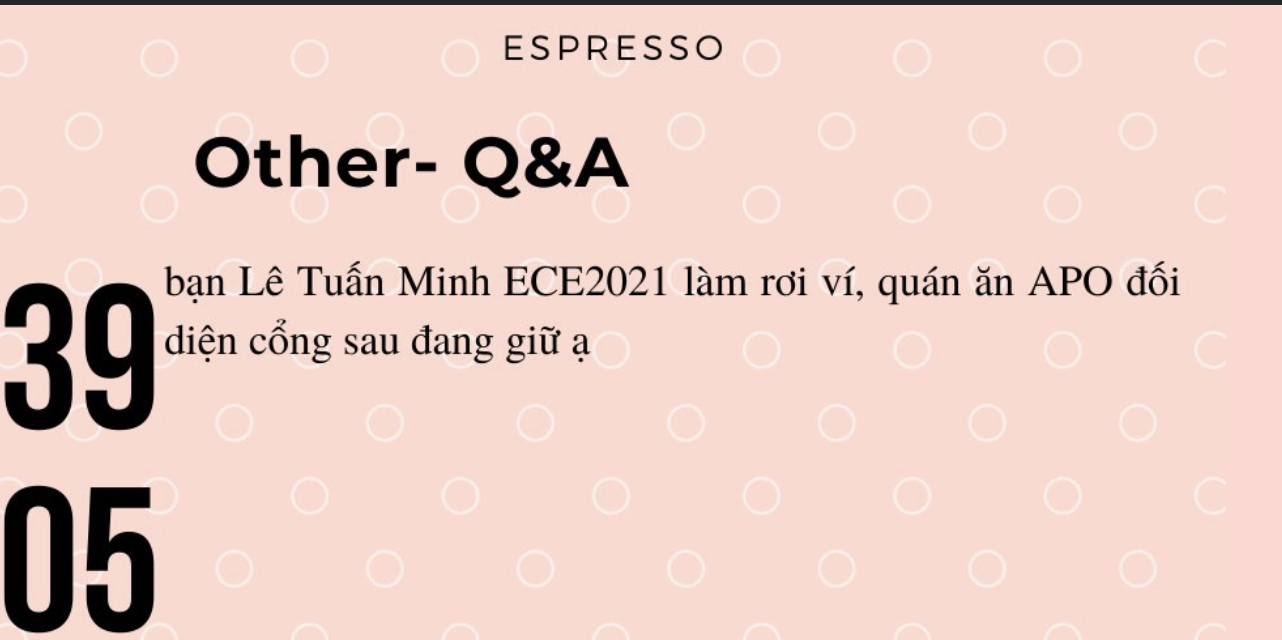 ESPRESSO
Other- Q&A
bạn Lê Tuấn Minh ECE2021 làm rơi ví, quán ăn APO đối
diện cổng sau đang giữ ạ
39
05